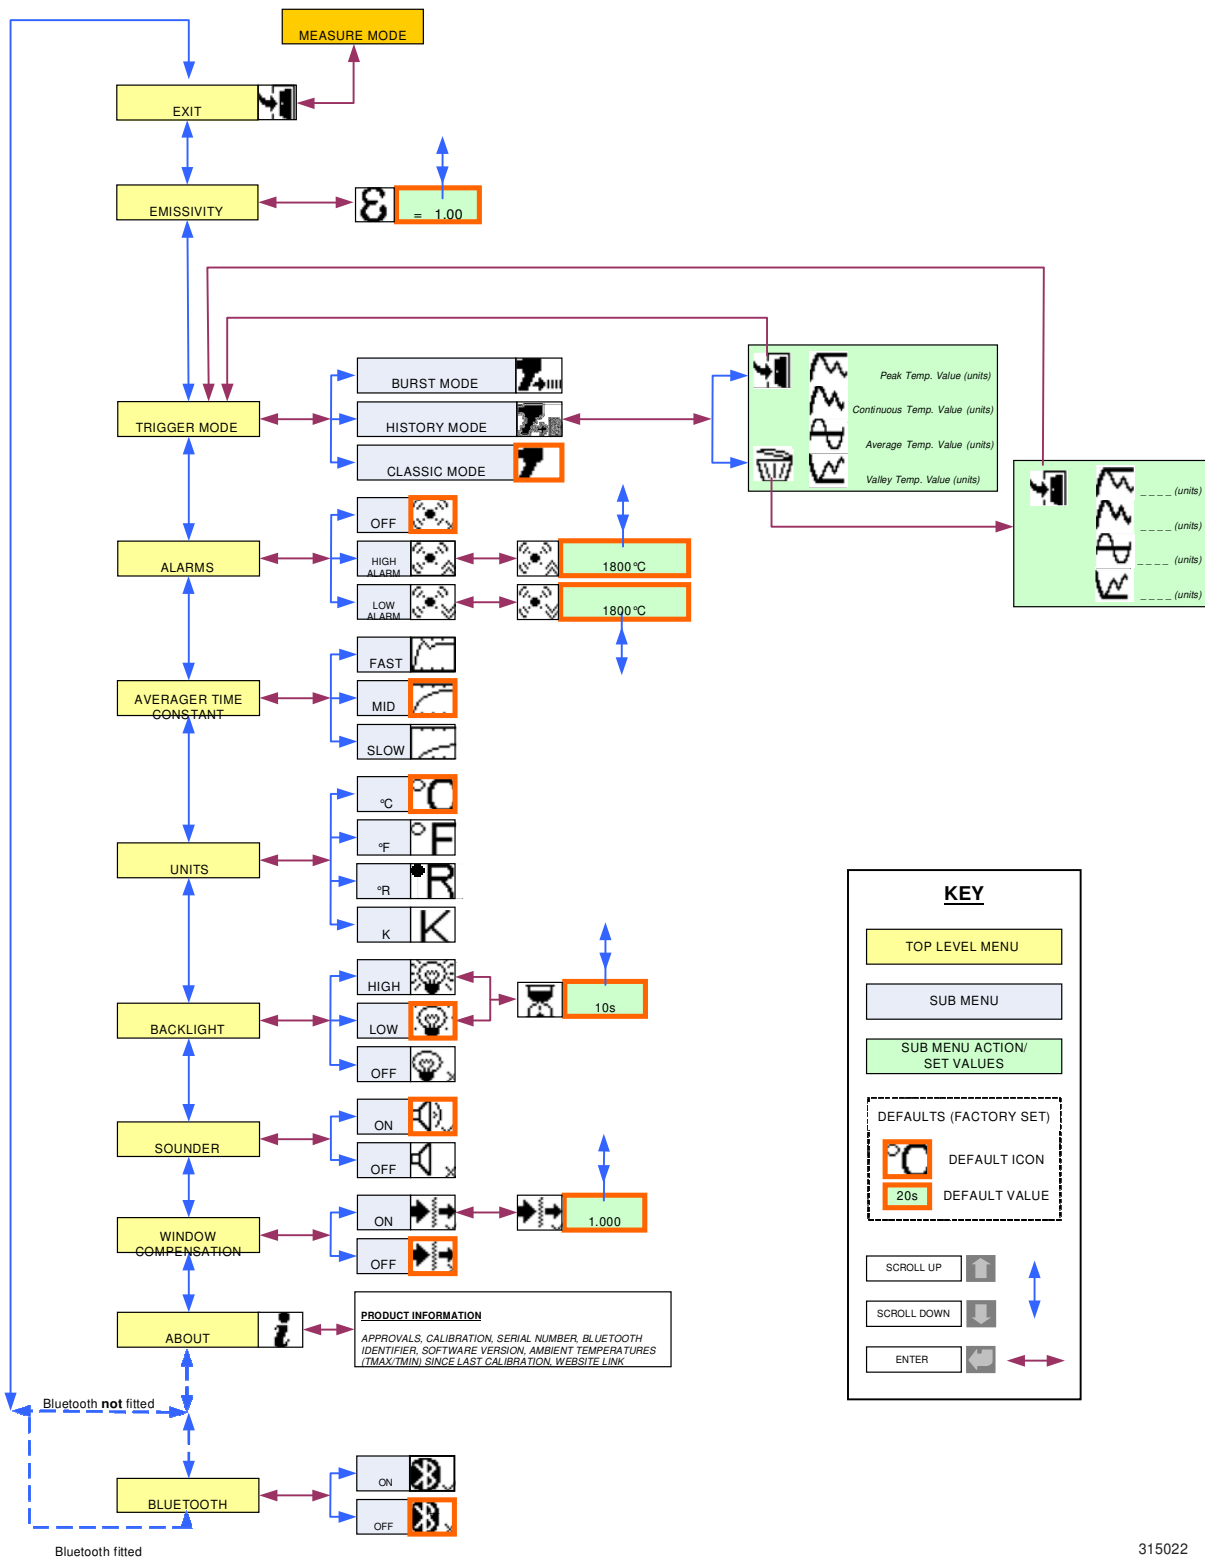 MEASURE MODE
EXIT
EMISSIVITY
= 1.00
TRIGGER MODE
BURST MODE
HISTORY MODE
CLASSIC MODE
Peak Temp. Value (units)
Continuous Temp. Value (units)
Average Temp. Value (units)
Valley Temp. Value (units)
_ _ _ _ (units)
_ _ _ _ (units)
_ _ _ _ (units)
_ _ _ _ (units)
ALARMS
OFF
HIGH
ALARM
1800°C
LOW
ALARM
1800°C
AVERAGER TIME
CONSTANT
FAST
MID
SLOW
UNITS
°C
°C
°F
°F
°R
°R
K
K
BACKLIGHT
HIGH
LOW
OFF
10s
SOUNDER
ON
OFF
WINDOW
COMPENSATION
ON
OFF
1.000
ABOUT
i
PRODUCT INFORMATION
APPROVALS, CALIBRATION, SERIAL NUMBER, BLUETOOTH
IDENTIFIER, SOFTWARE VERSION, AMBIENT TEMPERATURES
(TMAX/TMIN) SINCE LAST CALIBRATION, WEBSITE LINK
Bluetooth not fitted
BLUETOOTH
ON
OFF
Bluetooth fitted
KEY
TOP LEVEL MENU
SUB MENU
SUB MENU ACTION/
SET VALUES
DEFAULTS (FACTORY SET)
°C
DEFAULT ICON
20s
DEFAULT VALUE
SCROLL UP
SCROLL DOWN
ENTER
315022